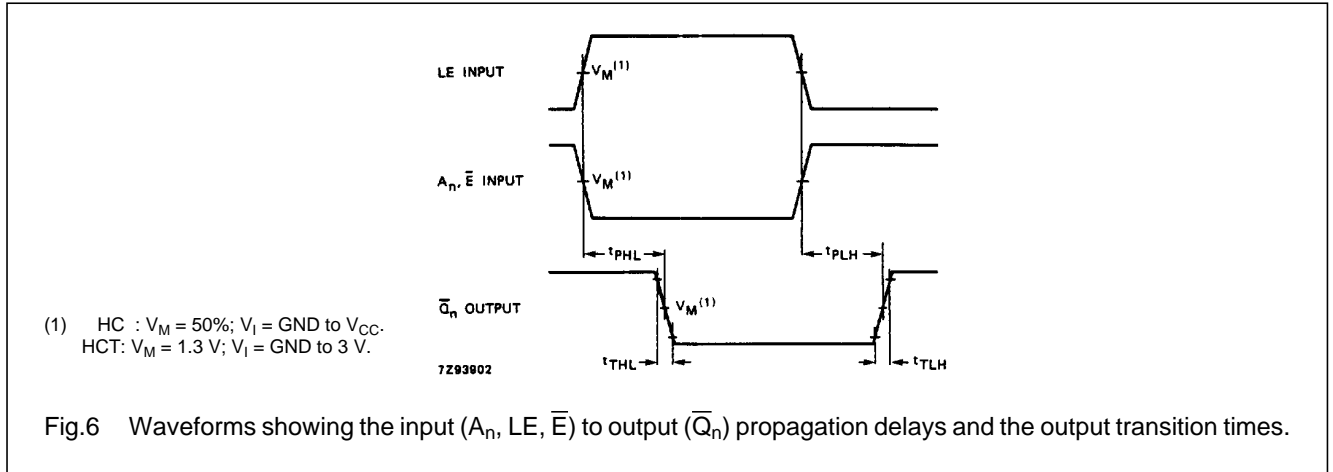 LE INPUT
V_M(1)
A_n, E̅ INPUT
V_M(1)
t_PHL
t_PLH
Q̅_n OUTPUT
V_M(1)
(1) HC : V_M = 50%; V_I = GND to V_CC.
HCT: V_M = 1.3 V; V_I = GND to 3 V.
t_THL
t_TLH
7Z93902
Fig.6 Waveforms showing the input (A_n, LE, E̅) to output (Q̅_n) propagation delays and the output transition times.